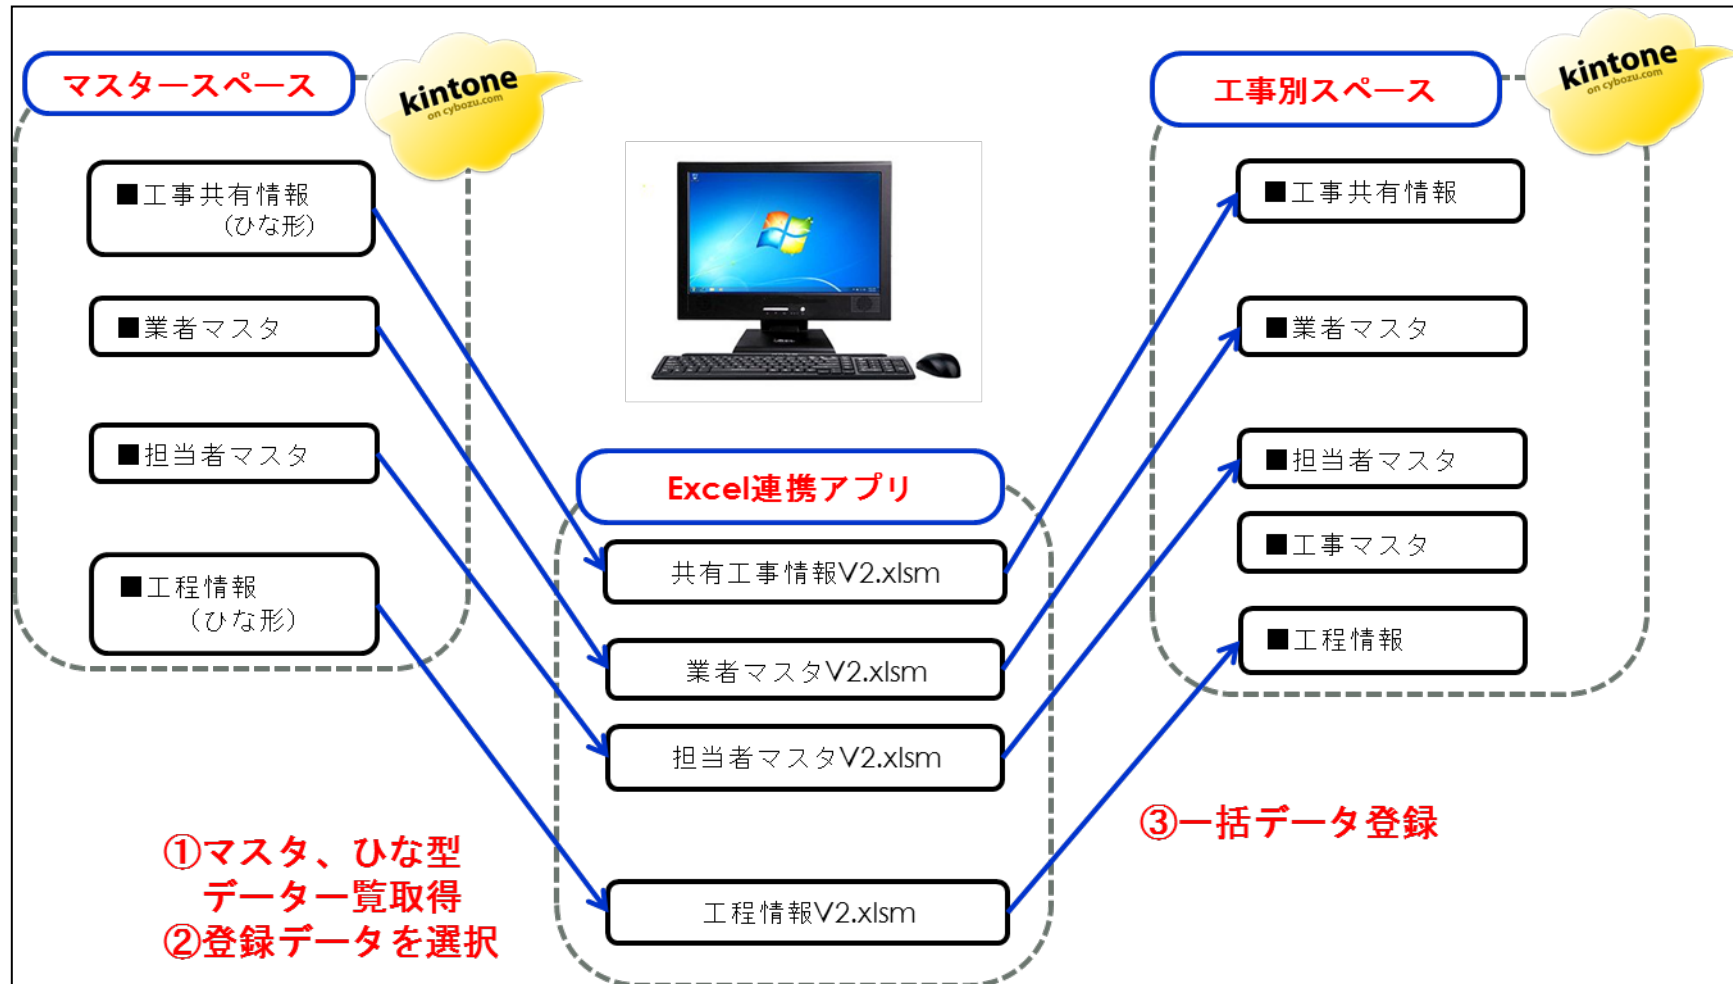 マスタースペース
kintone
on cybozu.com
■工事共有情報
(ひな形)
■業者マスタ
■担当者マスタ
■工程情報
(ひな形)
①マスタ、ひな型
データ一覧取得
②登録データを選択
Excel連携アプリ
共有工事情報V2.xlsm
業者マスタV2.xlsm
担当者マスタV2.xlsm
工程情報V2.xlsm
工事別スペース
kintone
on cybozu.com
■工事共有情報
■業者マスタ
■担当者マスタ
■工事マスタ
■工程情報
③一括データ登録